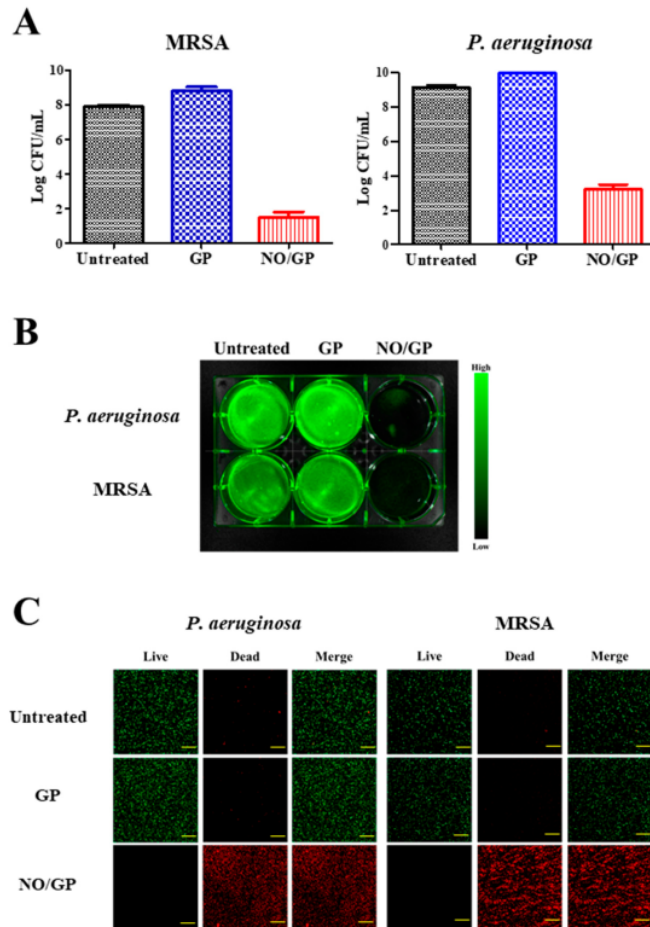 A
MRSA
P. aeruginosa
Log CFU/mL
10
8
6
4
2
0
Untreated GP NO/GP
Log CFU/mL
10
8
6
4
2
0
Untreated GP NO/GP
B
Untreated GP NO/GP
High
P. aeruginosa
MRSA
Low
C
P. aeruginosa MRSA
Live Dead Merge Live Dead Merge
Untreated
GP
NO/GP